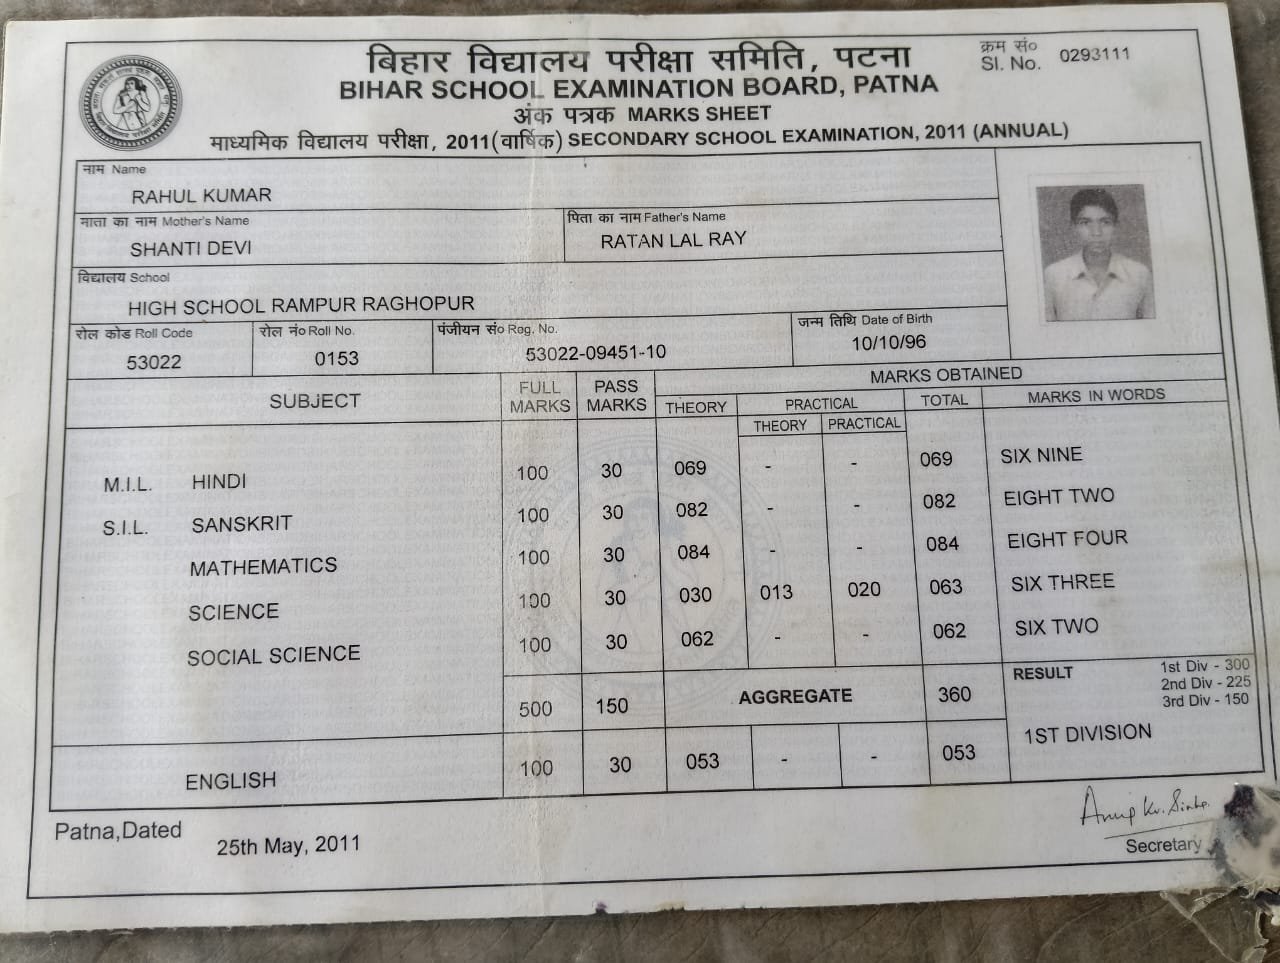 बिहार विद्यालय परीक्षा समिति, पटना
क्रम सं० Sl. No. 0293111
BIHAR SCHOOL EXAMINATION BOARD, PATNA
अंक पत्रक MARKS SHEET
माध्यमिक विद्यालय परीक्षा, 2011(वार्षिक) SECONDARY SCHOOL EXAMINATION, 2011 (ANNUAL)
नाम Name
RAHUL KUMAR
माता का नाम Mother's Name पिता का नाम Father's Name
SHANTI DEVI RATAN LAL RAY
विद्यालय School
HIGH SCHOOL RAMPUR RAGHOPUR
रोल कोड Roll Code रोल नं० Roll No. पंजीयन सं० Reg. No. जन्म तिथि Date of Birth
53022 0153 53022-09451-10 10/10/96
SUBJECT FULL MARKS PASS MARKS MARKS OBTAINED
THEORY PRACTICAL TOTAL MARKS IN WORDS
THEORY PRACTICAL
M.I.L. HINDI 100 30 069 - - 069 SIX NINE
S.I.L. SANSKRIT 100 30 082 - - 082 EIGHT TWO
MATHEMATICS 100 30 084 - - 084 EIGHT FOUR
SCIENCE 100 30 030 013 020 063 SIX THREE
SOCIAL SCIENCE 100 30 062 - - 062 SIX TWO
500 150 AGGREGATE 360
RESULT 1st Div - 300
2nd Div - 225
3rd Div - 150
1ST DIVISION
ENGLISH 100 30 053 - - 053
Patna,Dated 25th May, 2011
Anup Kr. Sinha
Secretary